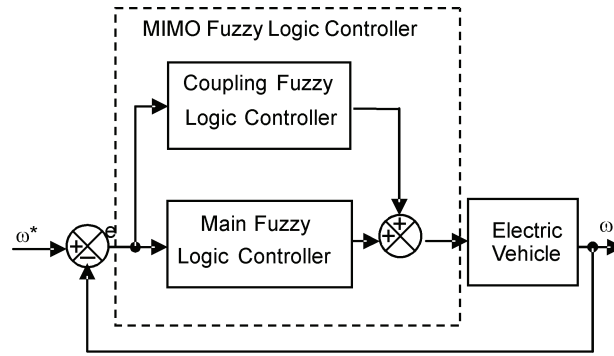 MIMO Fuzzy Logic Controller
Coupling Fuzzy
Logic Controller
ω*
+
−
e
Main Fuzzy
Logic Controller
+
+
Electric
Vehicle
ω